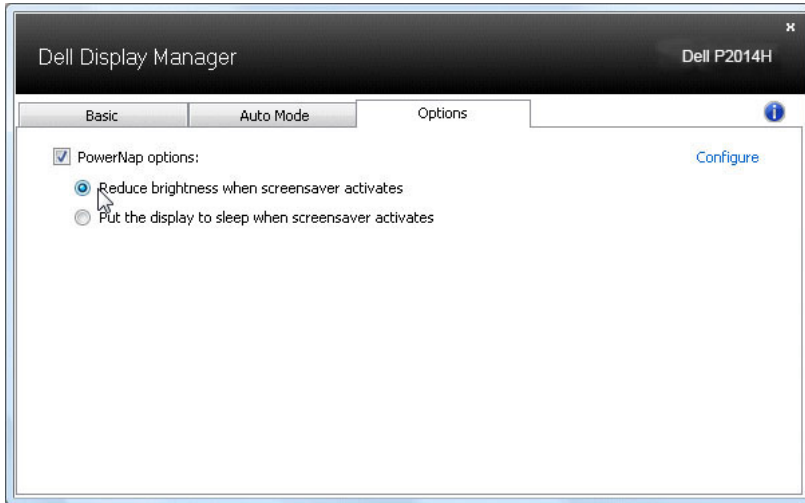 x
Dell Display Manager
Dell P2014H
Basic
Auto Mode
Options
i
PowerNap options:
Configure
Reduce brightness when screensaver activates
Put the display to sleep when screensaver activates